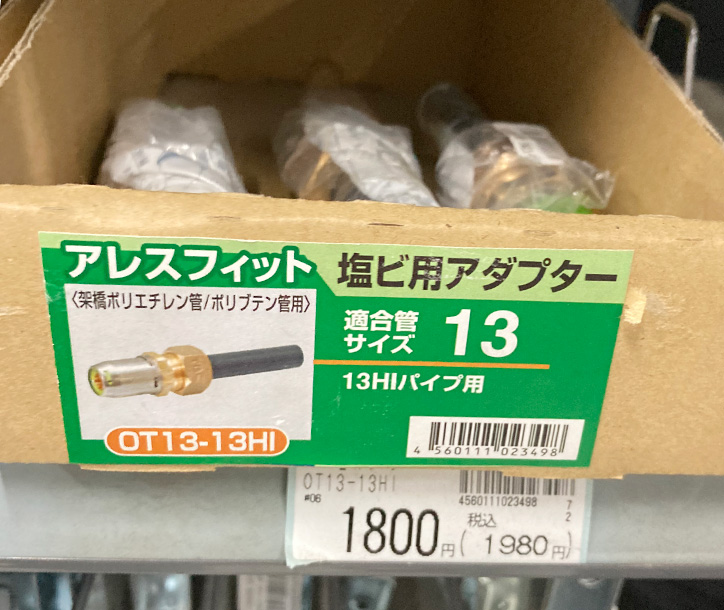 アレスフィット
塩ビ用アダプター
〈架橋ポリエチレン管/ポリブテン管用〉
適合管
サイズ
13
13HIパイプ用
OT13-13HI
4 560111 023498
OT13-13HI
#06
4560111023498
7
2
1800円
税込
(1980円)